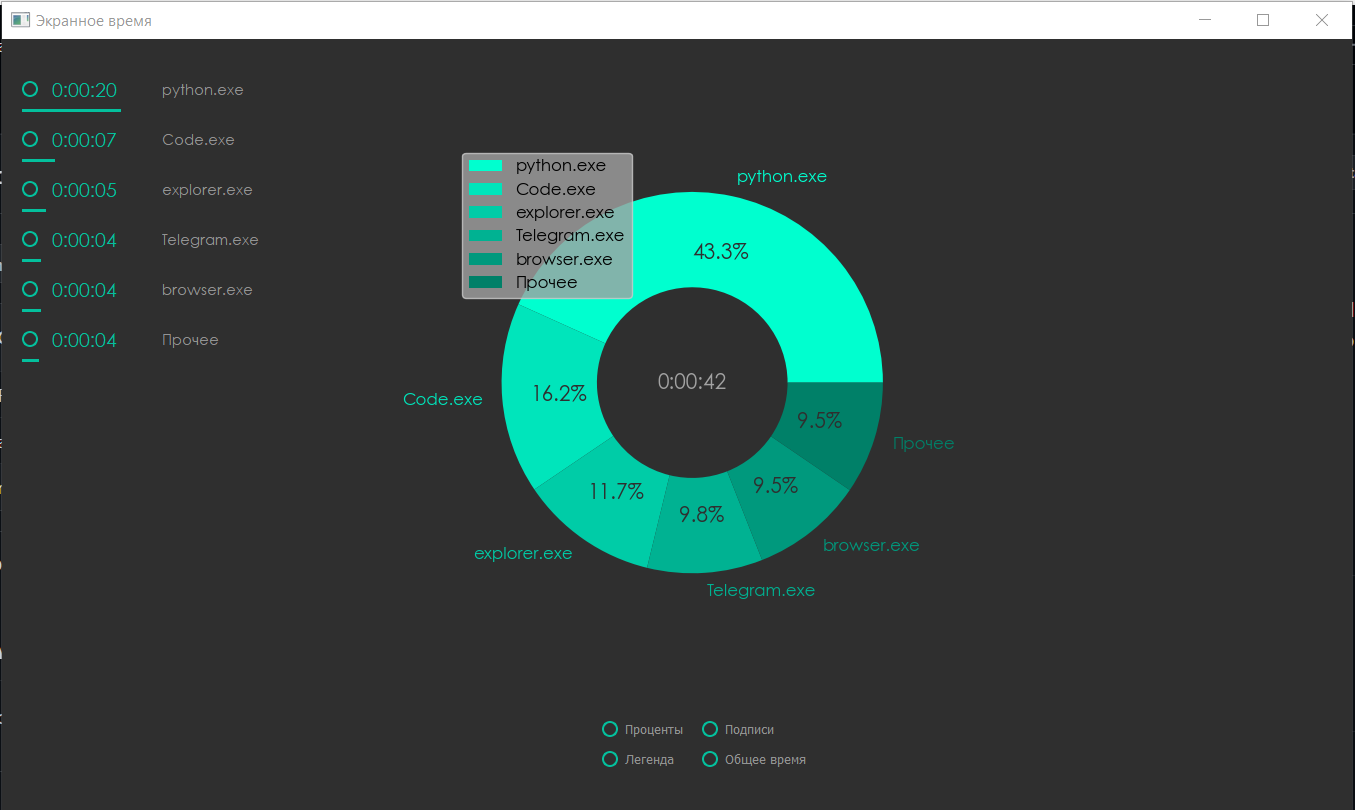 Экранное время
0:00:20 python.exe
0:00:07 Code.exe
0:00:05 explorer.exe
0:00:04 Telegram.exe
0:00:04 browser.exe
0:00:04 Прочее
python.exe
Code.exe
explorer.exe
Telegram.exe
browser.exe
Прочее
python.exe
43.3%
Code.exe
16.2%
explorer.exe
11.7%
Telegram.exe
9.8%
browser.exe
9.5%
Прочее
9.5%
0:00:42
Проценты Подписи
Легенда Общее время